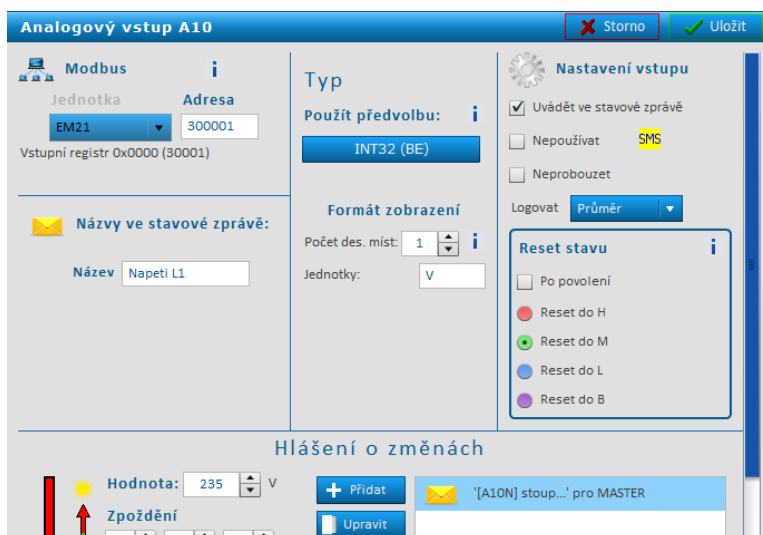 Analogový vstup A10
Storno
Uložit
Modbus
i
Jednotka
Adresa
EM21
300001
Vstupní registr 0x0000 (30001)
Názvy ve stavové zprávě:
Název
Napeti L1
Typ
Použít předvolbu:
i
INT32 (BE)
Formát zobrazení
Počet des. míst:
1
i
Jednotky:
V
Nastavení vstupu
Uvádět ve stavové zprávě
Nepoužívat
SMS
Neprobouzet
Logovat
Průměr
Reset stavu
i
Po povolení
Reset do H
Reset do M
Reset do L
Reset do B
Hlášení o změnách
Hodnota:
235
V
Zpoždění
Přidat
Upravit
'[A10N] stoup...' pro MASTER